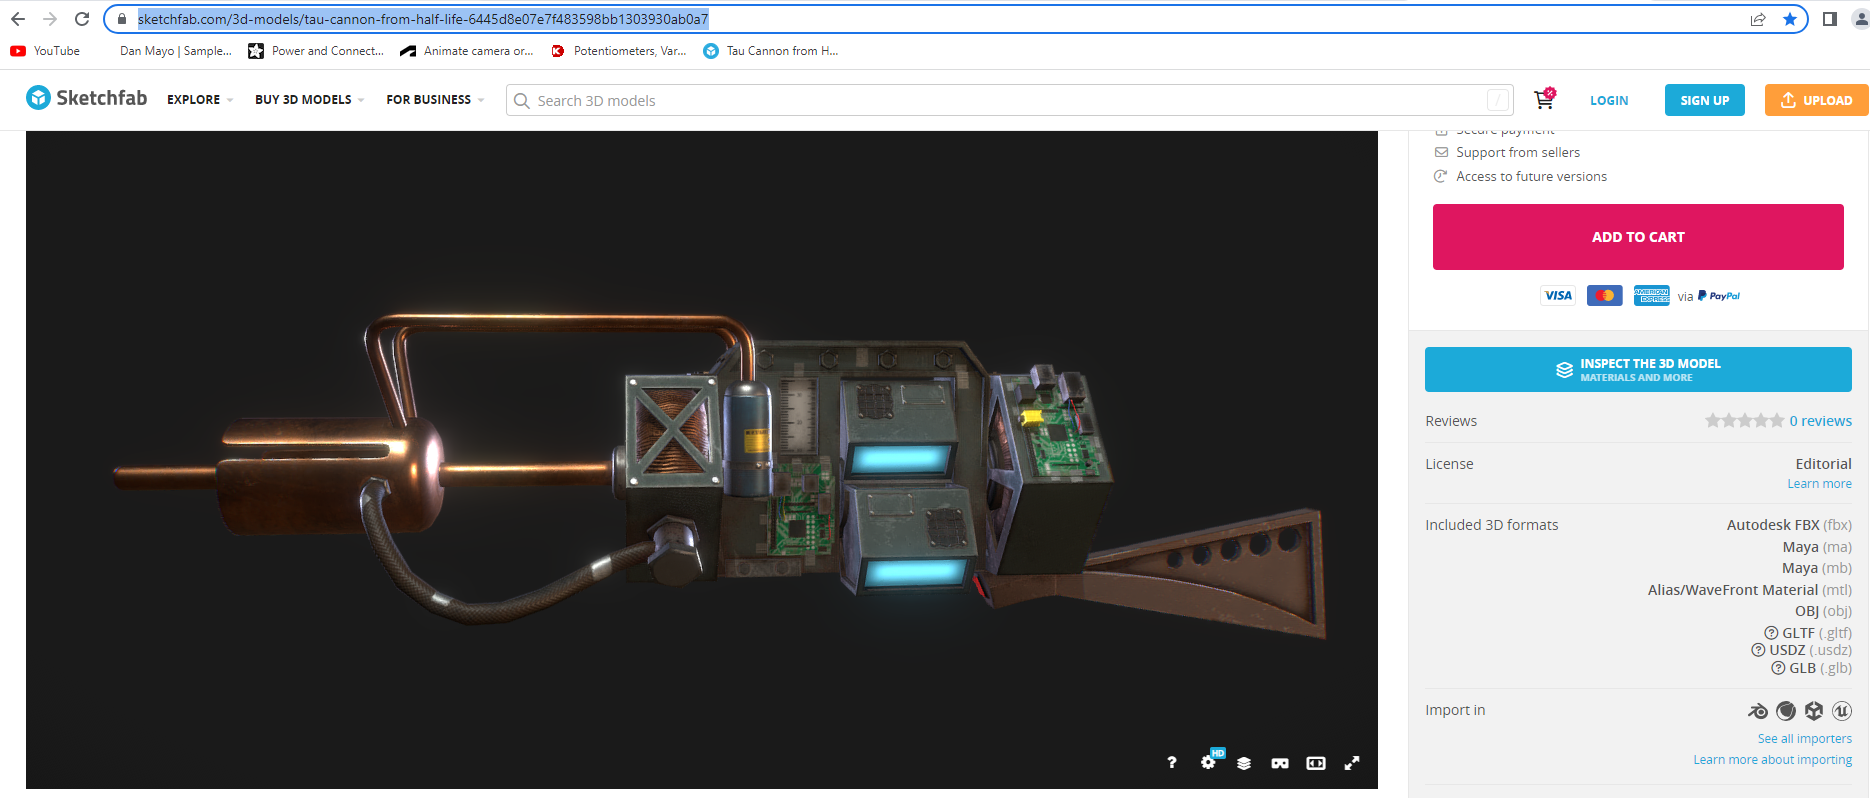 sketchfab.com/3d-models/tau-cannon-from-half-life-6445d8e07e7f483598bb1303930ab0a7
YouTube Dan Mayo | Sample... Power and Connect... Animate camera or... Potentiometers, Var... Tau Cannon from H...
Sketchfab EXPLORE BUY 3D MODELS FOR BUSINESS Search 3D models / LOGIN SIGN UP UPLOAD
Secure payment
Support from sellers
Access to future versions
ADD TO CART
VISA AMERICAN EXPRESS via PayPal
INSPECT THE 3D MODEL
MATERIALS AND MORE
Reviews 0 reviews
License Editorial
Learn more
Included 3D formats Autodesk FBX (fbx)
Maya (ma)
Maya (mb)
Alias/WaveFront Material (mtl)
OBJ (obj)
? GLTF (.gltf)
? USDZ (.usdz)
? GLB (.glb)
Import in
See all importers
Learn more about importing
? HD